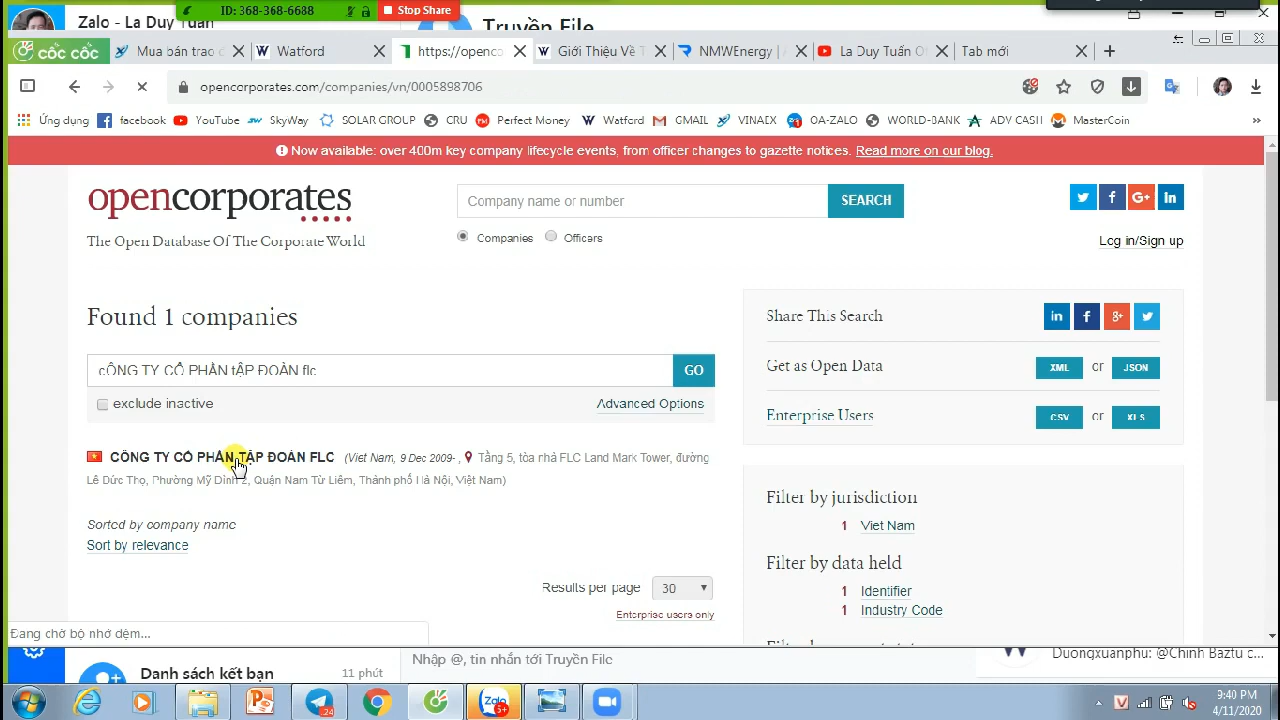 Zalo - La Duy Tuấn
ID: 368-368-6688
Stop Share
Truyền File
cốc cốc
Mua bán trao đ
Watford
https://openco
Giới Thiệu Về T
NMWEnergy |
La Duy Tuấn O
Tab mới
opencorporates.com/companies/vn/0005898706
Ứng dụng
facebook
YouTube
SkyWay
SOLAR GROUP
CRU
Perfect Money
Watford
GMAIL
VINAEX
OA-ZALO
WORLD-BANK
ADV CASH
MasterCoin
»
Now available: over 400m key company lifecycle events, from officer changes to gazette notices. Read more on our blog.
opencorporates
Company name or number
SEARCH
The Open Database Of The Corporate World
Companies
Officers
Log in/Sign up
Found 1 companies
cÔNG TY CỔ PHẦN tẬP ĐOÀN flc
GO
exclude inactive
Advanced Options
CÔNG TY CỔ PHẦN TẬP ĐOÀN FLC (Viet Nam, 9 Dec 2009- , Tầng 5, tòa nhà FLC Land Mark Tower, đường
Lê Đức Thọ, Phường Mỹ Đình 2, Quận Nam Từ Liêm, Thành phố Hà Nội, Việt Nam)
Sorted by company name
Sort by relevance
Results per page
30
Enterprise users only
Share This Search
Get as Open Data
XML or JSON
Enterprise Users
CSV or XLS
Filter by jurisdiction
1 Viet Nam
Filter by data held
1 Identifier
1 Industry Code
Đang chờ bộ nhớ đệm...
Danh sách kết bạn
11 phút
Nhập @, tin nhắn tới Truyền File
Duongxuanphu: @Chinh Baztu c...
24
Zalo
5+
V
9:40 PM
4/11/2020